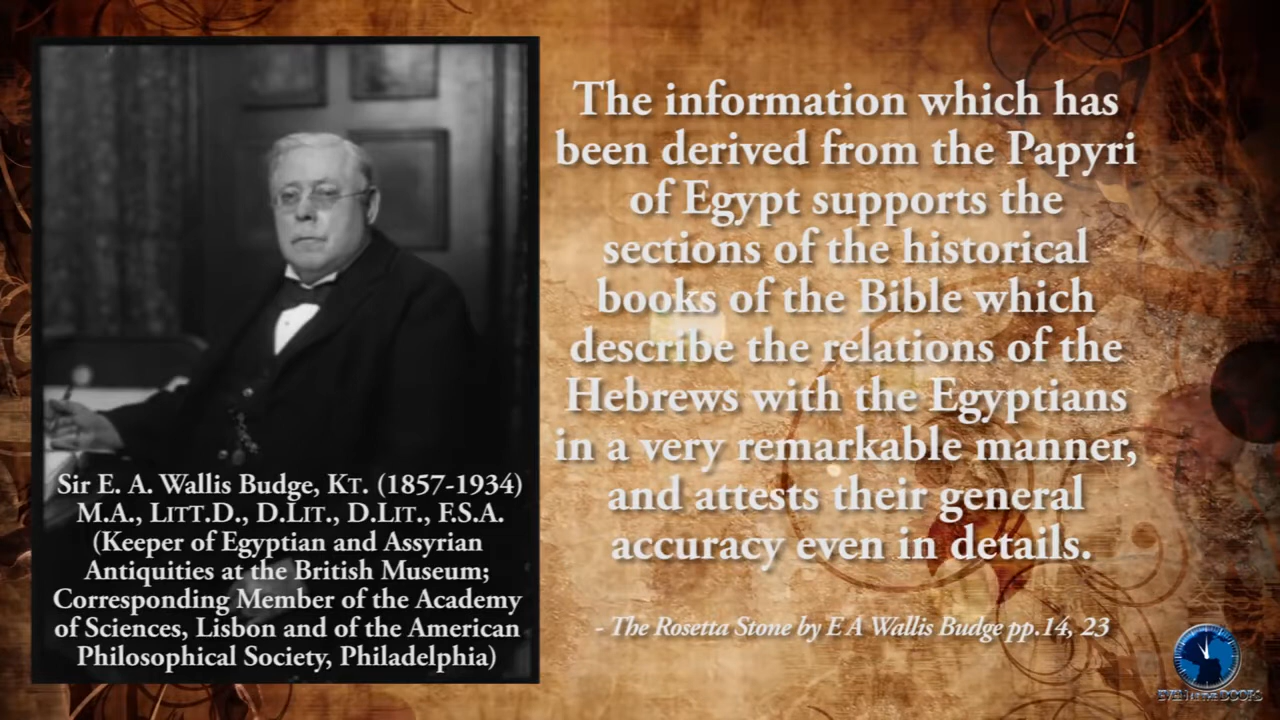 Sir E. A. Wallis Budge, KT. (1857-1934)
M.A., LITT.D., D.LIT., D.LIT., F.S.A.
(Keeper of Egyptian and Assyrian
Antiquities at the British Museum;
Corresponding Member of the Academy
of Sciences, Lisbon and of the American
Philosophical Society, Philadelphia)
The information which has
been derived from the Papyri
of Egypt supports the
sections of the historical
books of the Bible which
describe the relations of the
Hebrews with the Egyptians
in a very remarkable manner,
and attests their general
accuracy even in details.
- The Rosetta Stone by E A Wallis Budge pp.14, 23